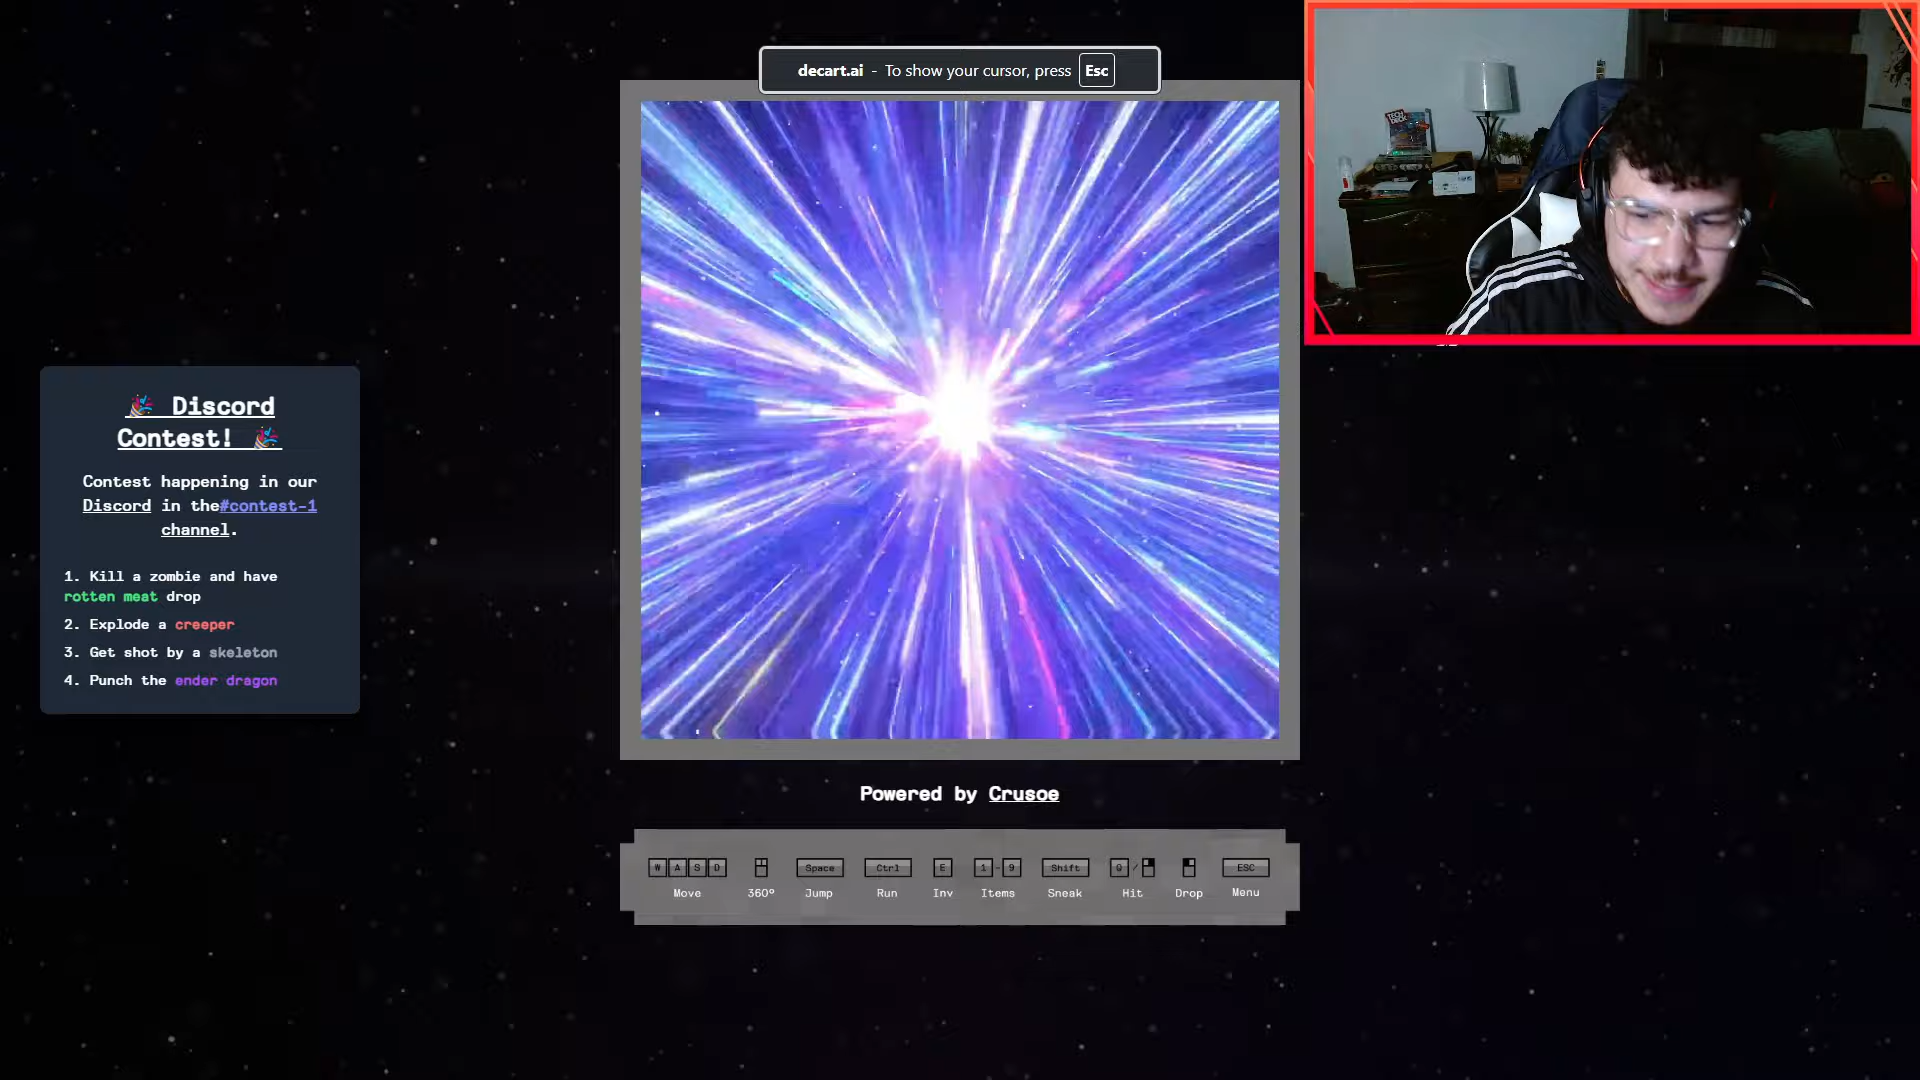 decart.ai - To show your cursor, press Esc
TECH
DECK
🎉 Discord
Contest! 🎉
Contest happening in our
Discord in the#contest-1
channel.
1. Kill a zombie and have
rotten meat drop
2. Explode a creeper
3. Get shot by a skeleton
4. Punch the ender dragon
Powered by Crusoe
W A S D Space Ctrl E 1 - 9 Shift Q / ESC
Move 360° Jump Run Inv Items Sneak Hit Drop Menu